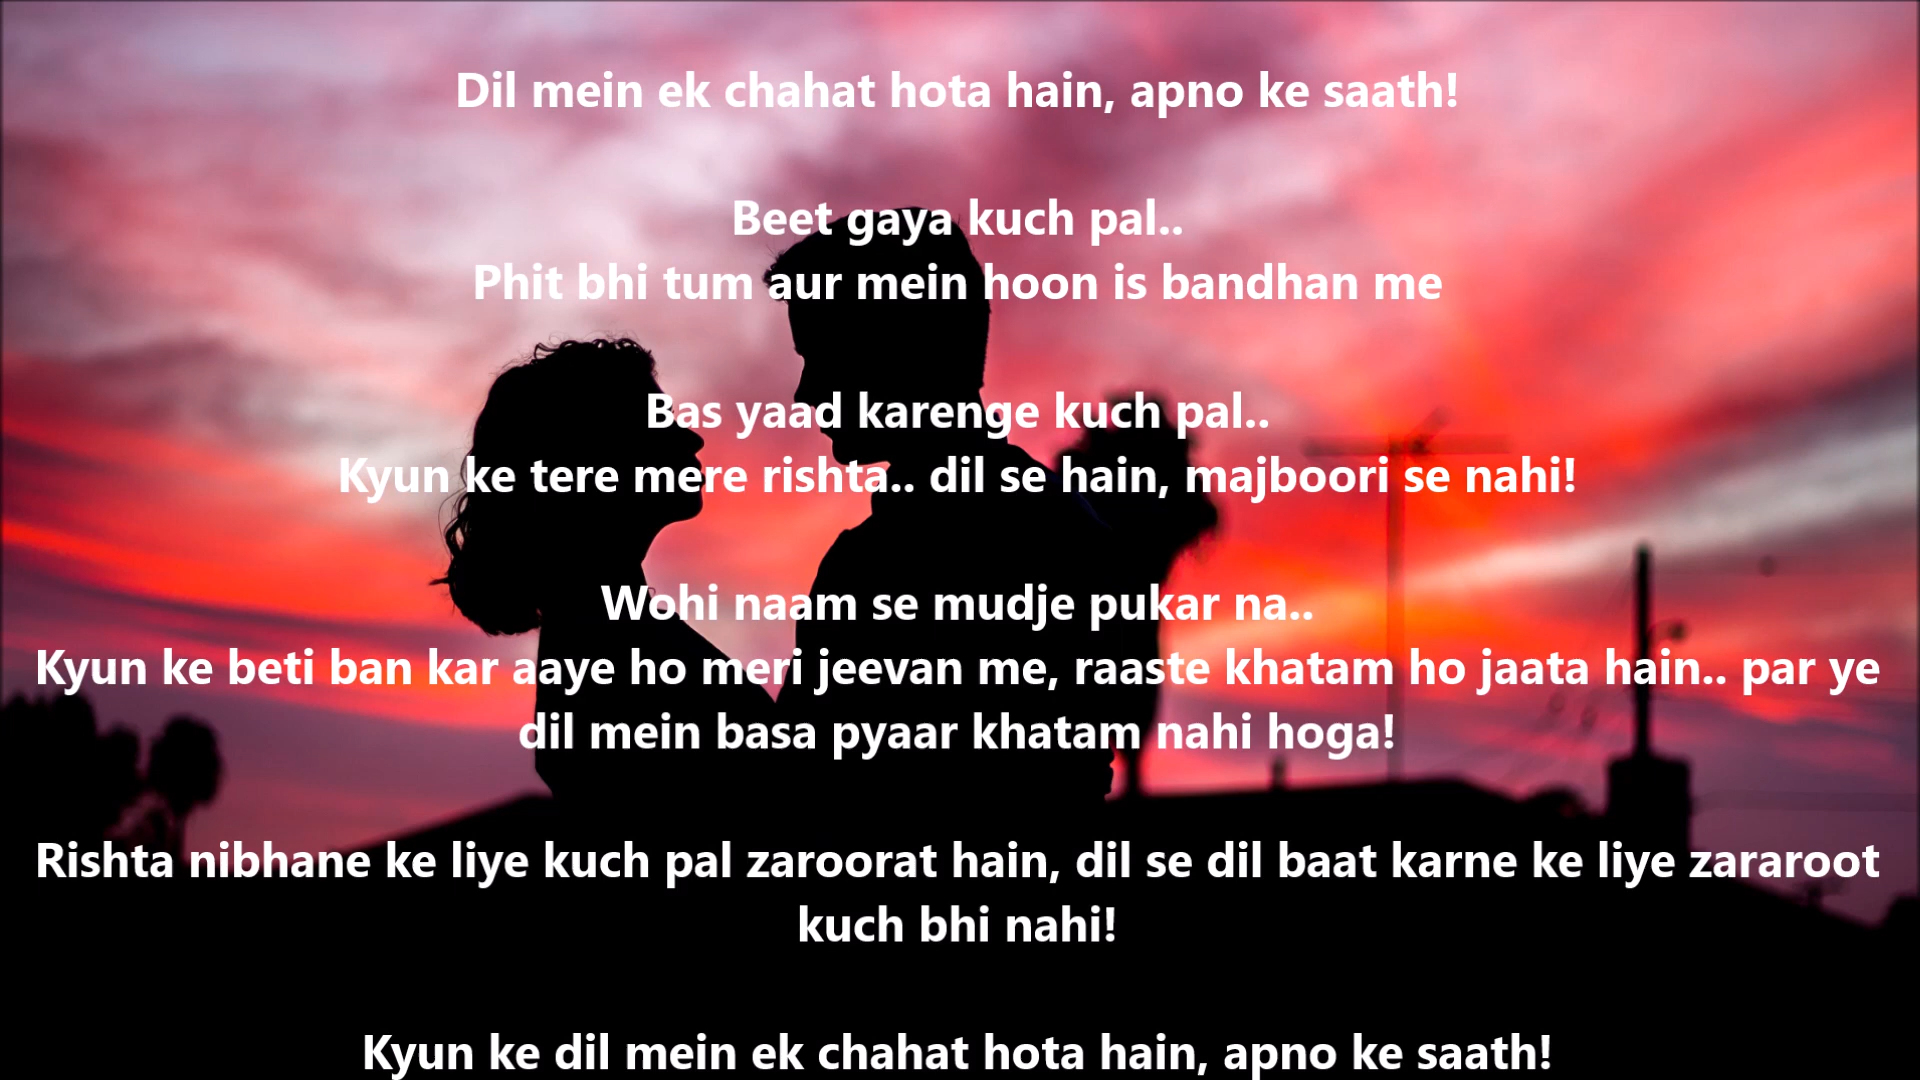 Dil mein ek chahat hota hain, apno ke saath!
Beet gaya kuch pal..
Phit bhi tum aur mein hoon is bandhan me
Bas yaad karenge kuch pal..
Kyun ke tere mere rishta.. dil se hain, majboori se nahi!
Wohi naam se mudje pukar na..
Kyun ke beti ban kar aaye ho meri jeevan me, raaste khatam ho jaata hain.. par ye
dil mein basa pyaar khatam nahi hoga!
Rishta nibhane ke liye kuch pal zaroorat hain, dil se dil baat karne ke liye zararoot
kuch bhi nahi!
Kyun ke dil mein ek chahat hota hain, apno ke saath!